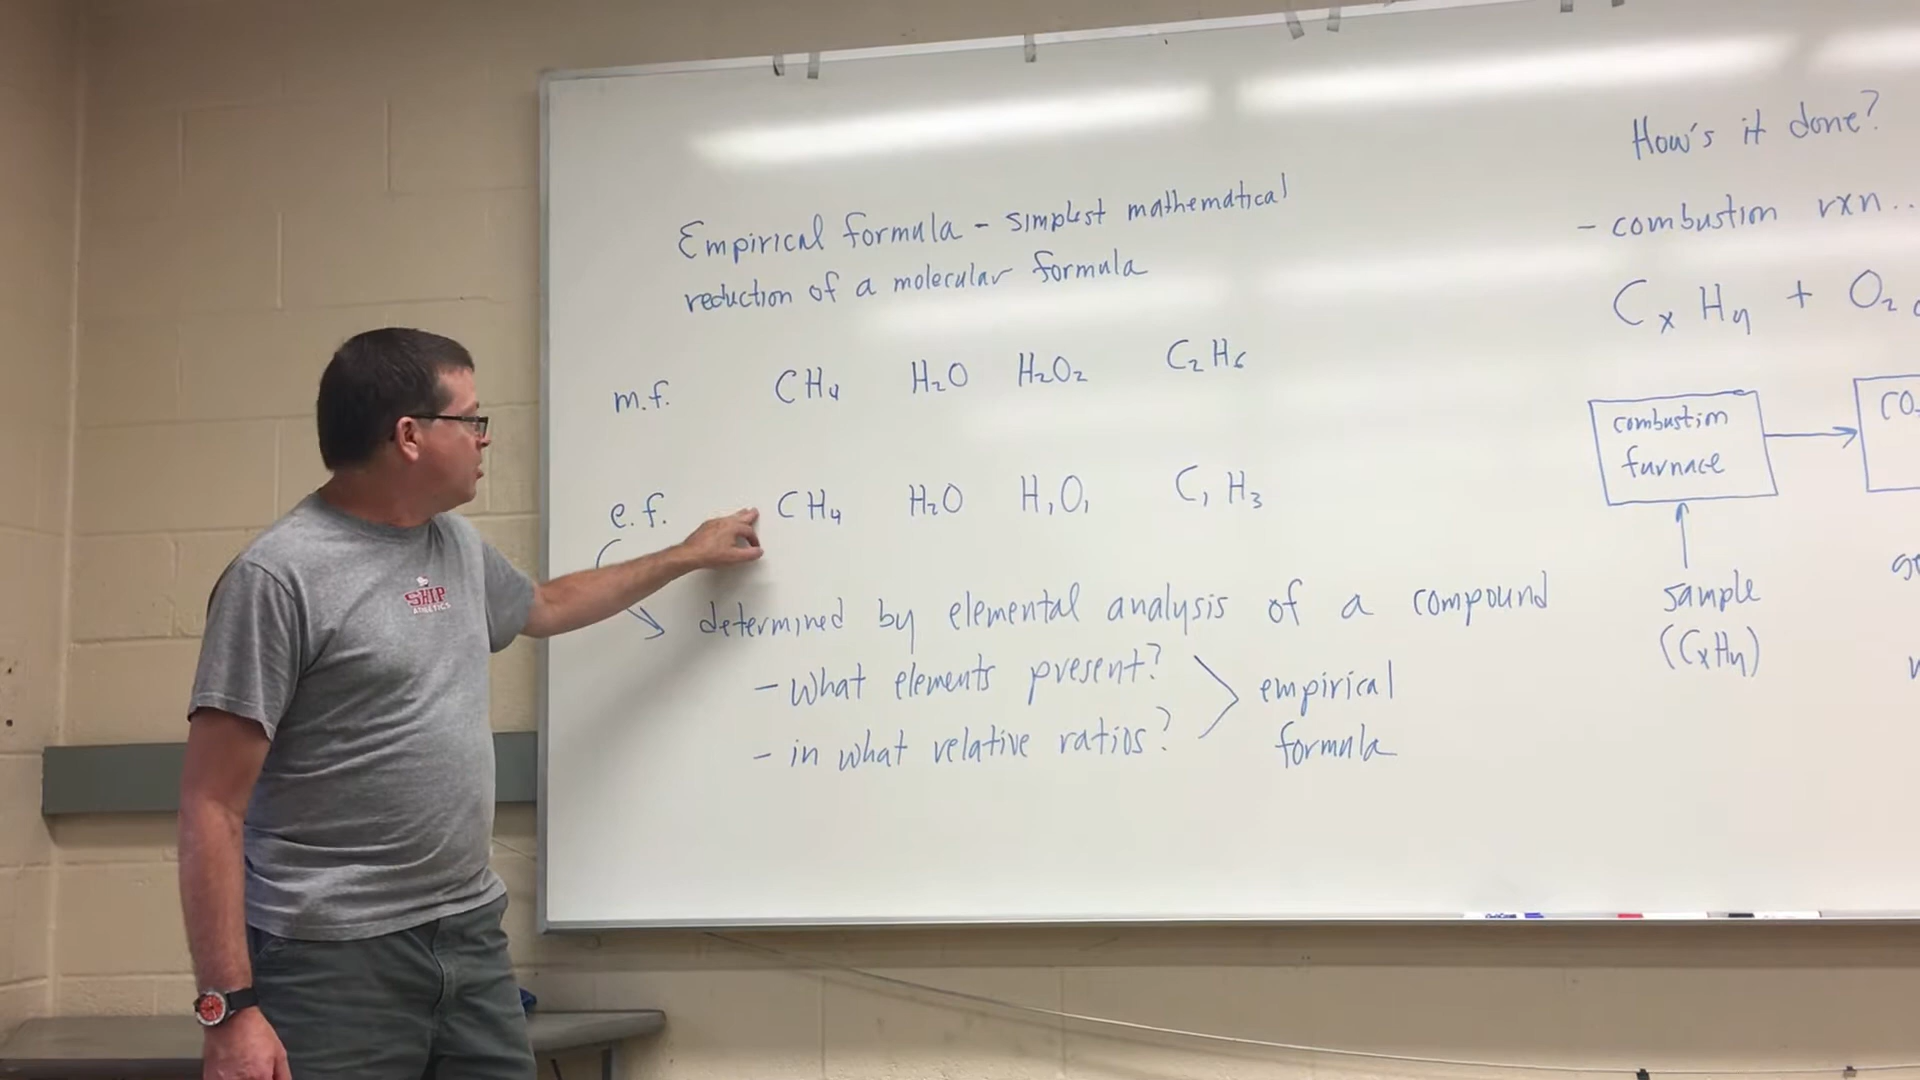 Empirical formula - simplest mathematical
reduction of a molecular formula
m.f. CH₄ H₂O H₂O₂ C₂H₆
e.f. CH₄ H₂O H₁O₁ C₁H₃
determined by elemental analysis of a compound
- what elements present?
- in what relative ratios?
empirical
formula
How's it done?
- combustion rxn..
CₓHy + O₂
combustion
furnace
CO
sample
(CₓHy)
SHIP
ATHLETICS